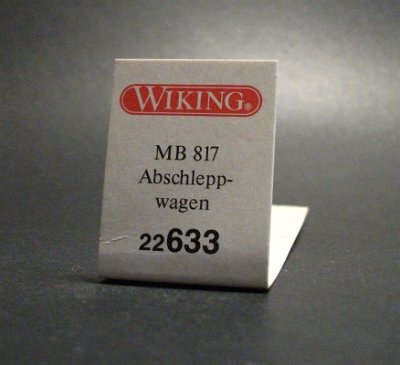 WIKING®
MB 817
Abschlepp-
wagen
22633